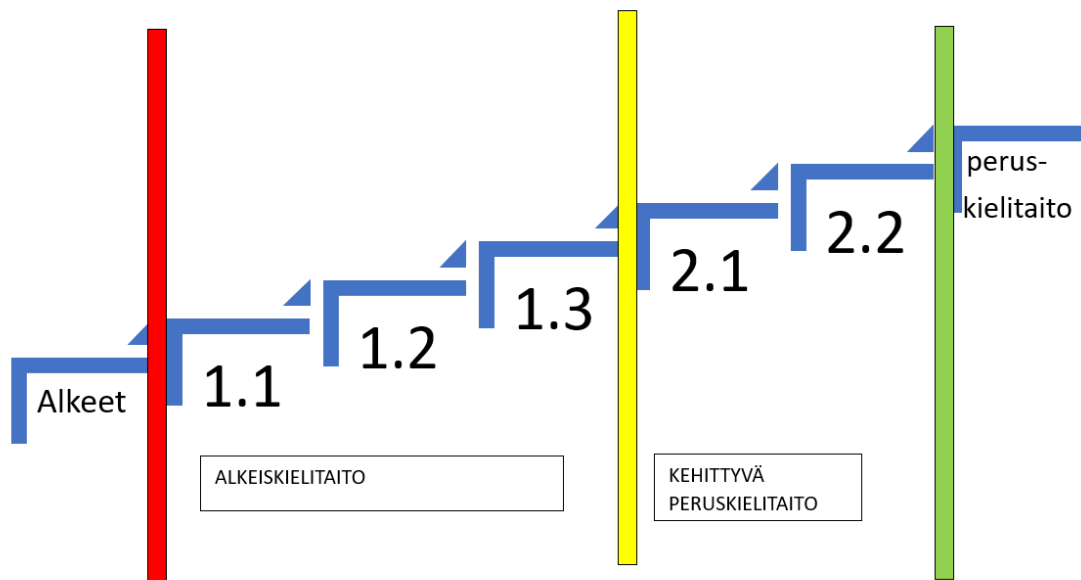 Alkeet
1.1
1.2
1.3
2.1
2.2
perus-
kielitaito
ALKEISKIELITAITO
KEHITTYVÄ
PERUSKIELITAITO